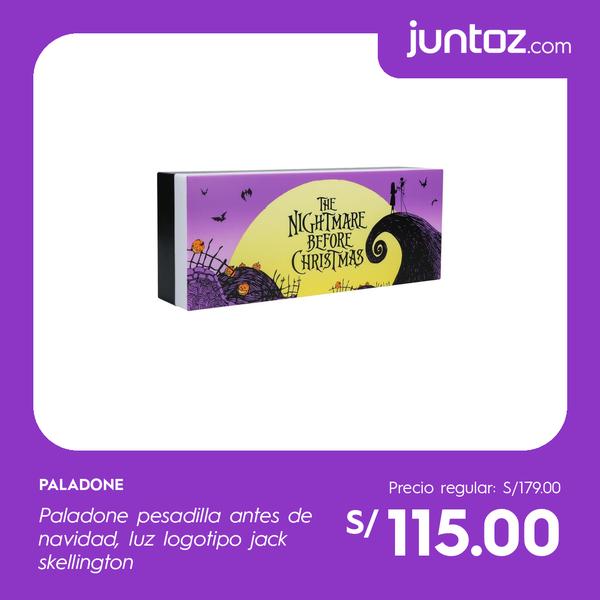 juntoz.com
THE
NIGHTMARE
BEFORE
CHRISTMAS
PALADONE
Paladone pesadilla antes de
navidad, luz logotipo jack
skellington
Precio regular: S/179.00
S/115.00